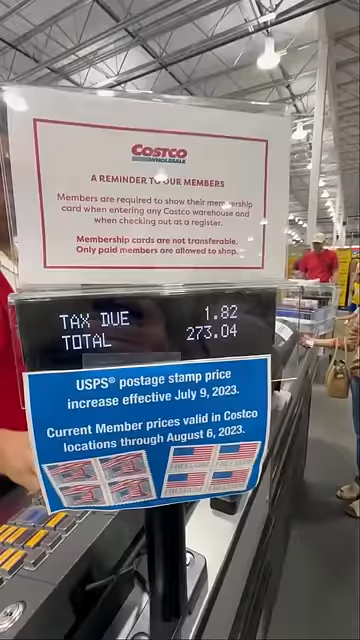 COSTCO
WHOLESALE
A REMINDER TO OUR MEMBERS
Members are required to show their membership
card when entering any Costco warehouse and
when checking out at a register.
Membership cards are not transferable.
Only paid members are allowed to shop.
TAX DUE 1.82
TOTAL 273.04
USPS® postage stamp price
increase effective July 9, 2023.
Current Member prices valid in Costco
locations through August 6, 2023.